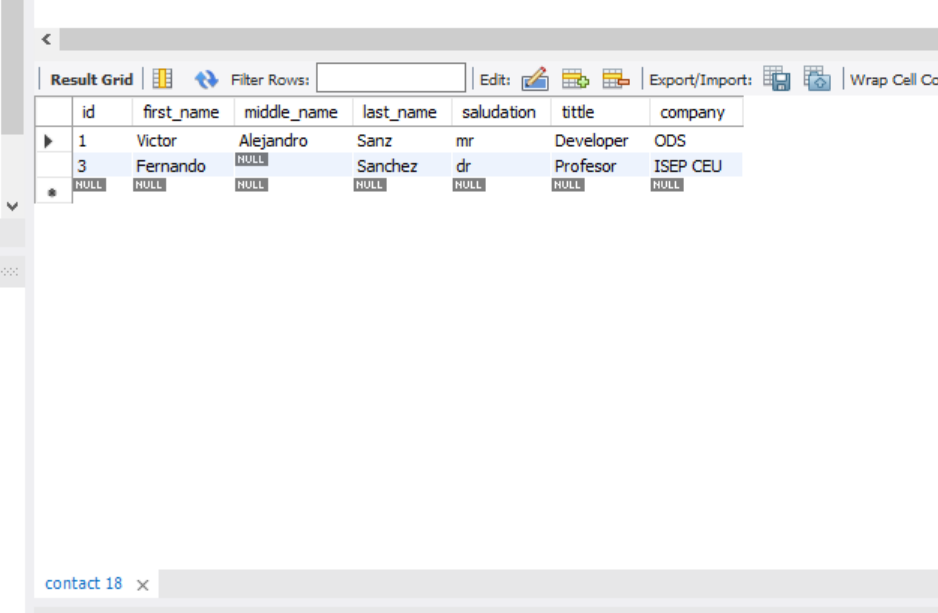 Result Grid Filter Rows: Edit: Export/Import: Wrap Cell Co
id first_name middle_name last_name saludation tittle company
1 Victor Alejandro Sanz mr Developer ODS
3 Fernando NULL Sanchez dr Profesor ISEP CEU
NULL NULL NULL NULL NULL NULL NULL
contact 18